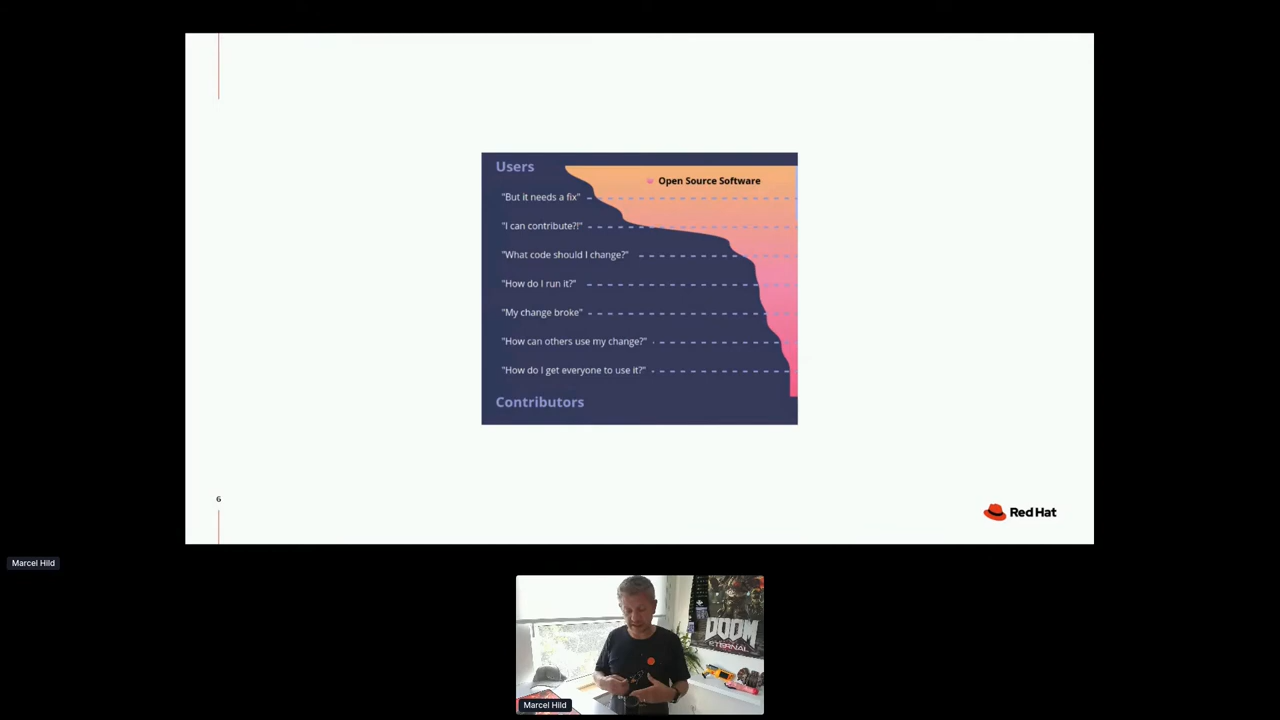 Users
Open Source Software
"But it needs a fix"
"I can contribute?!"
"What code should I change?"
"How do I run it?"
"My change broke"
"How can others use my change?"
"How do I get everyone to use it?"
Contributors
6
Red Hat
Marcel Hild
DOOM
ETERNAL
Marcel Hild